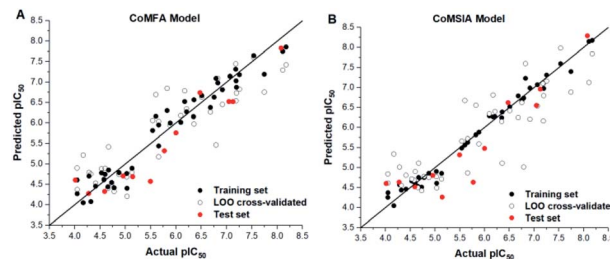 A
CoMFA Model
8.5
8.0
7.5
7.0
6.5
6.0
5.5
5.0
4.5
4.0
3.5
Predicted pIC50
Training set
LOO cross-validated
Test set
3.5 4.0 4.5 5.0 5.5 6.0 6.5 7.0 7.5 8.0 8.5
Actual pIC50
B
CoMSIA Model
8.5
8.0
7.5
7.0
6.5
6.0
5.5
5.0
4.5
4.0
3.5
Predicted pIC50
Training set
LOO cross-validated
Test set
3.5 4.0 4.5 5.0 5.5 6.0 6.5 7.0 7.5 8.0 8.5
Actual pIC50